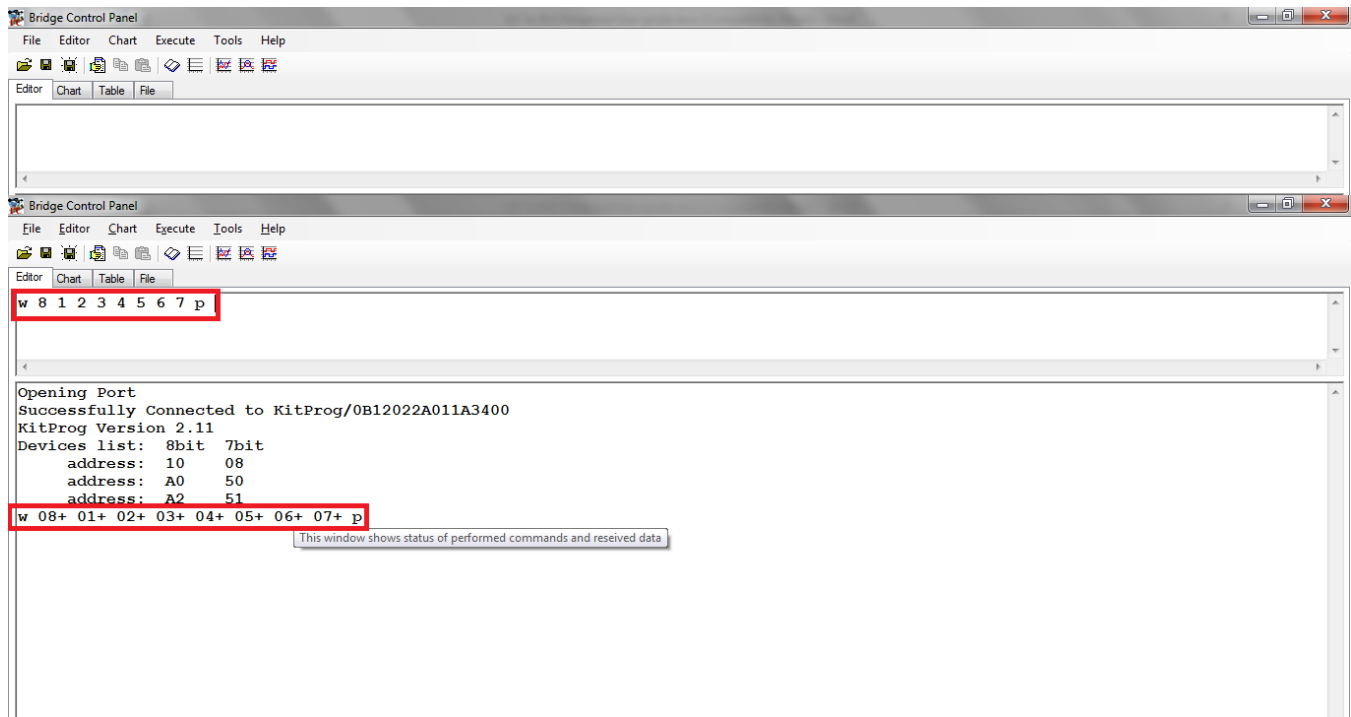 Bridge Control Panel
File Editor Chart Execute Tools Help
Editor Chart Table File
Bridge Control Panel
File Editor Chart Execute Tools Help
Editor Chart Table File
w 8 1 2 3 4 5 6 7 p
Opening Port
Successfully Connected to KitProg/0B12022A011A3400
KitProg Version 2.11
Devices list: 8bit 7bit
address: 10 08
address: A0 50
address: A2 51
w 08+ 01+ 02+ 03+ 04+ 05+ 06+ 07+ p
This window shows status of performed commands and reseived data